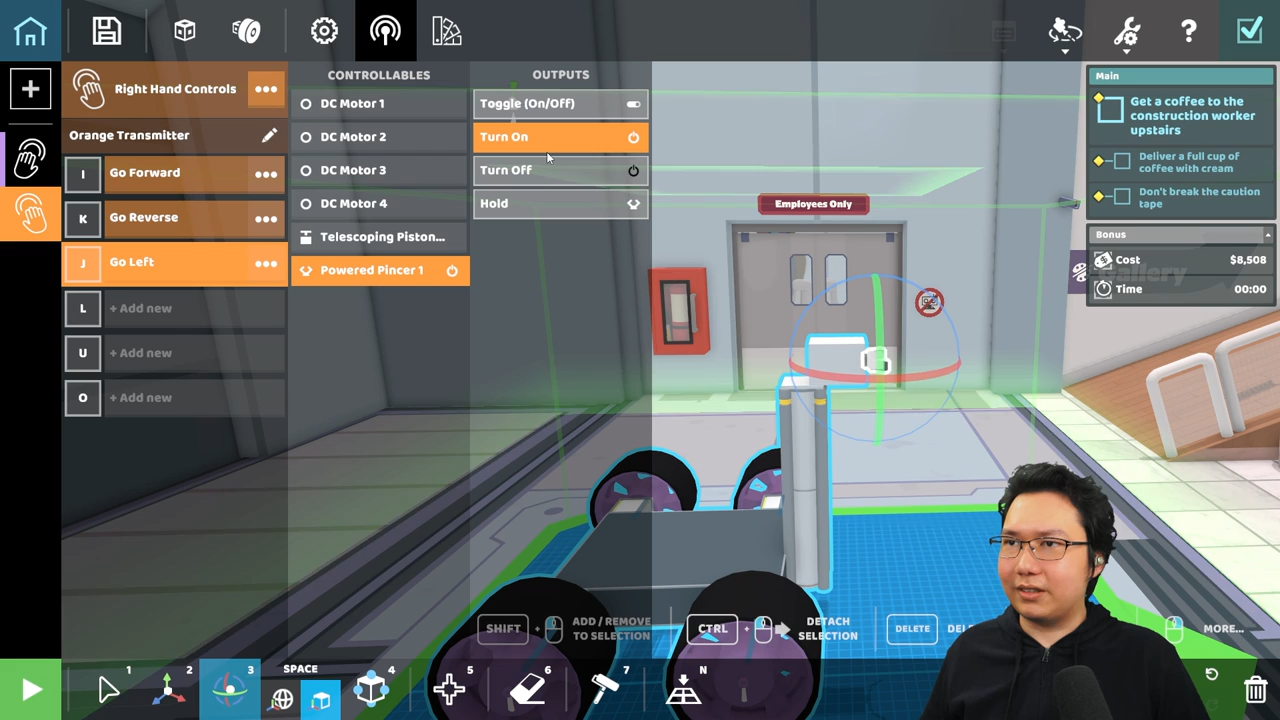 Right Hand Controls
Orange Transmitter
I
Go Forward
K
Go Reverse
J
Go Left
L
+ Add new
U
+ Add new
O
+ Add new
CONTROLLABLES
DC Motor 1
DC Motor 2
DC Motor 3
DC Motor 4
Telescoping Piston...
Powered Pincer 1
OUTPUTS
Toggle (On/Off)
Turn On
Turn Off
Hold
Employees Only
Main
Get a coffee to the
construction worker
upstairs
Deliver a full cup of
coffee with cream
Don't break the caution
tape
Bonus
Cost
$8,508
Time
00:00
Gallery
SHIFT
+
ADD / REMOVE
TO SELECTION
CTRL
+
DETACH
SELECTION
DELETE
MORE...
1
2
3
SPACE
4
5
6
7
N